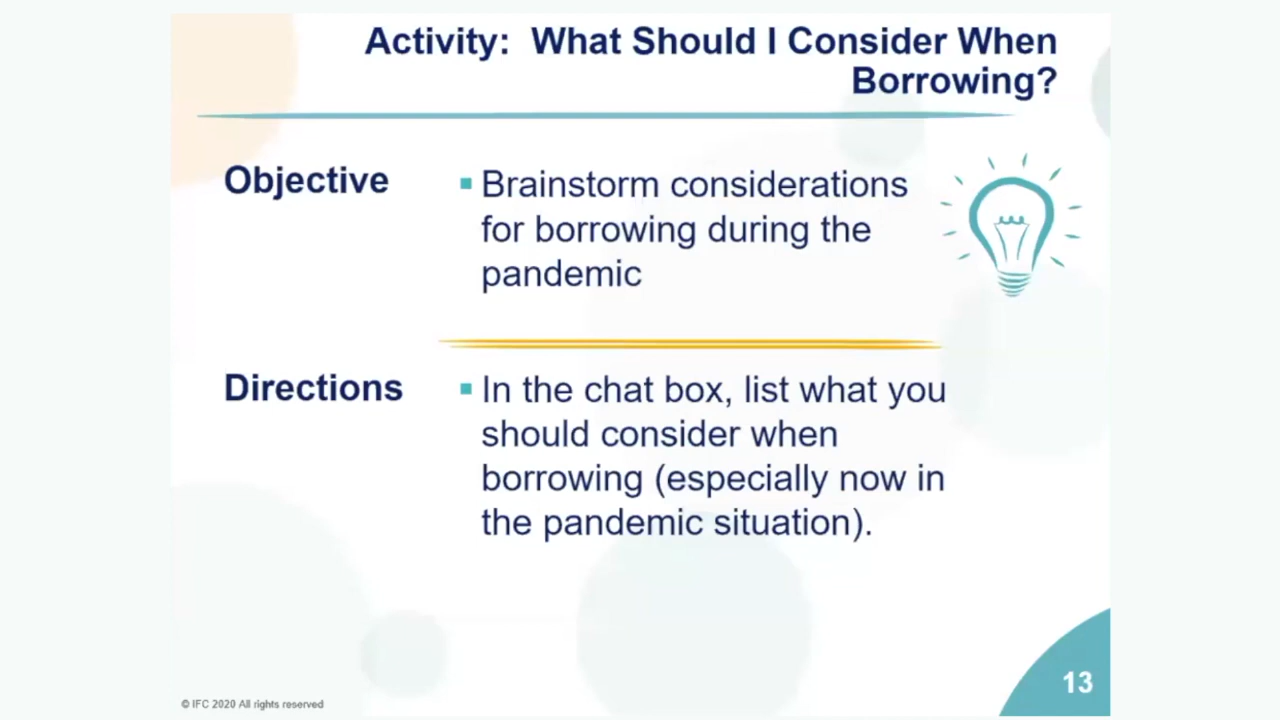 Activity:  What Should I Consider When
Borrowing?
Objective
▪ Brainstorm considerations
for borrowing during the
pandemic
Directions
▪ In the chat box, list what you
should consider when
borrowing (especially now in
the pandemic situation).
13
© IFC 2020 All rights reserved